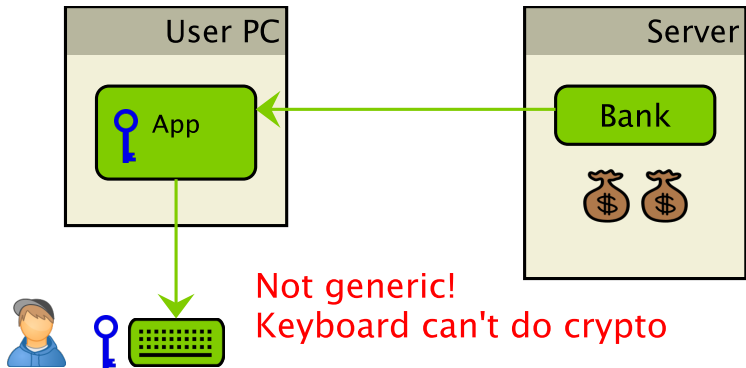 User PC
Server
App
Bank
$ $
Not generic!
Keyboard can't do crypto